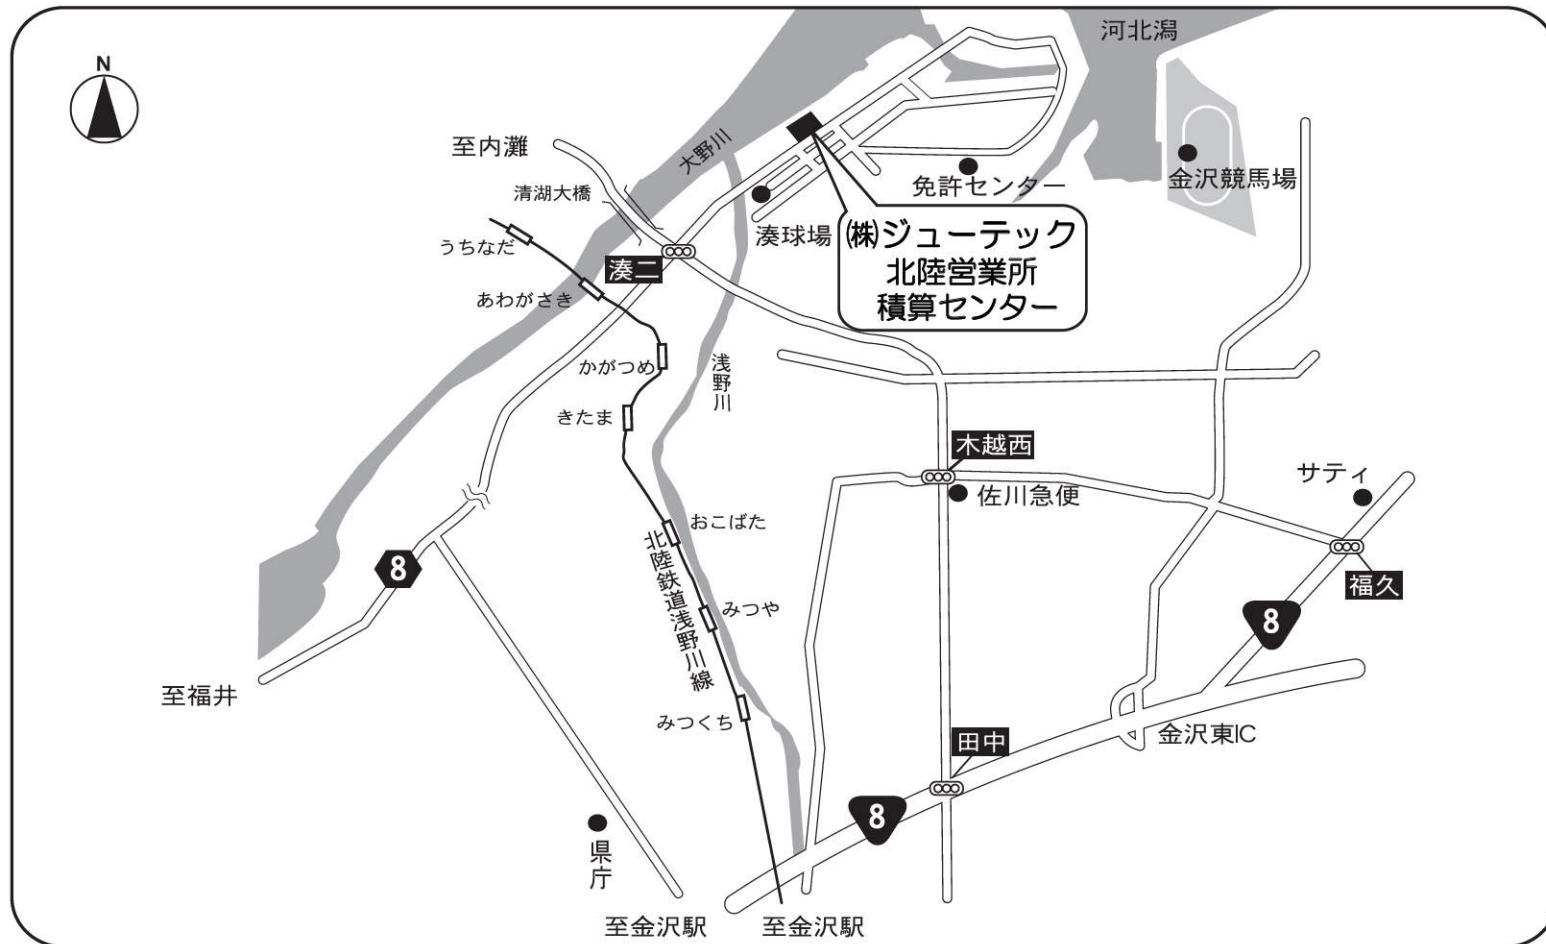 N
河北潟
至内灘
大野川
清湖大橋
免許センター
金沢競馬場
うちなだ
湊球場
㈱ジューテック
北陸営業所
積算センター
湊二
あわがさき
かがつめ
浅野川
きたま
木越西
サティ
佐川急便
おこばた
北陸鉄道浅野川線
8
福久
みつや
8
至福井
みつくち
田中
金沢東IC
8
県庁
至金沢駅
至金沢駅